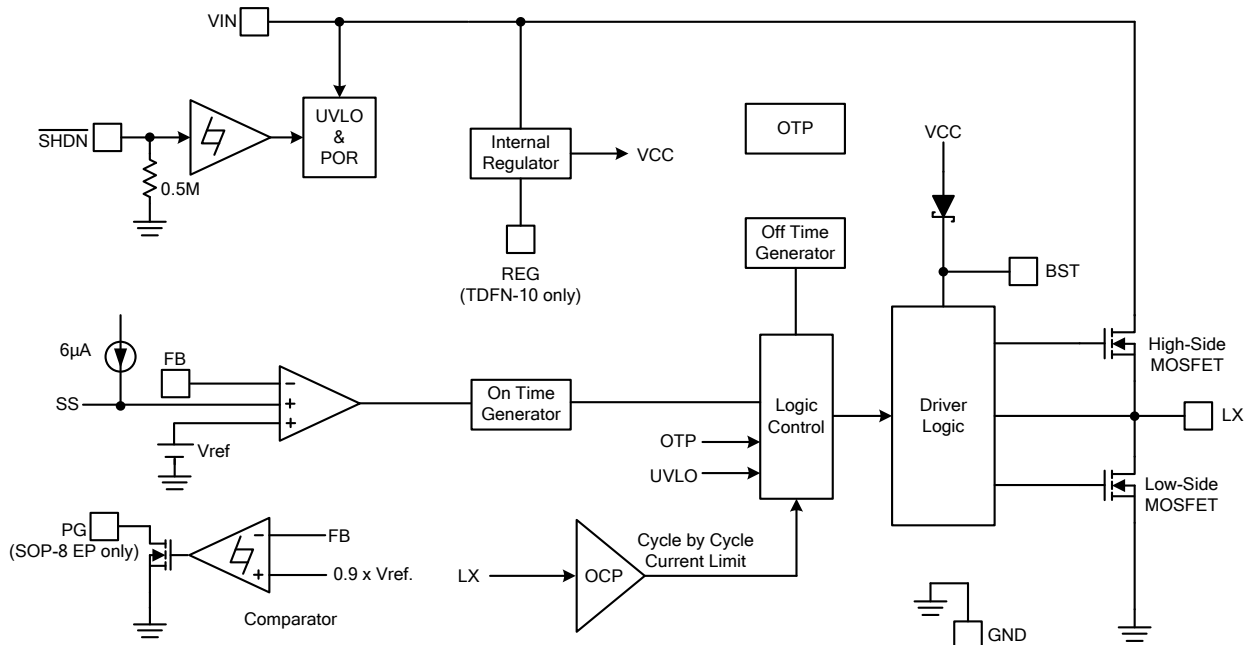 VIN
SHDN
0.5M
UVLO
&
POR
Internal
Regulator
VCC
REG
(TDFN-10 only)
OTP
Off Time
Generator
VCC
BST
6µA
FB
SS
Vref
On Time
Generator
OTP
UVLO
Logic
Control
Driver
Logic
High-Side
MOSFET
LX
Low-Side
MOSFET
PG
(SOP-8 EP only)
FB
0.9 x Vref.
Comparator
LX
OCP
Cycle by Cycle
Current Limit
GND